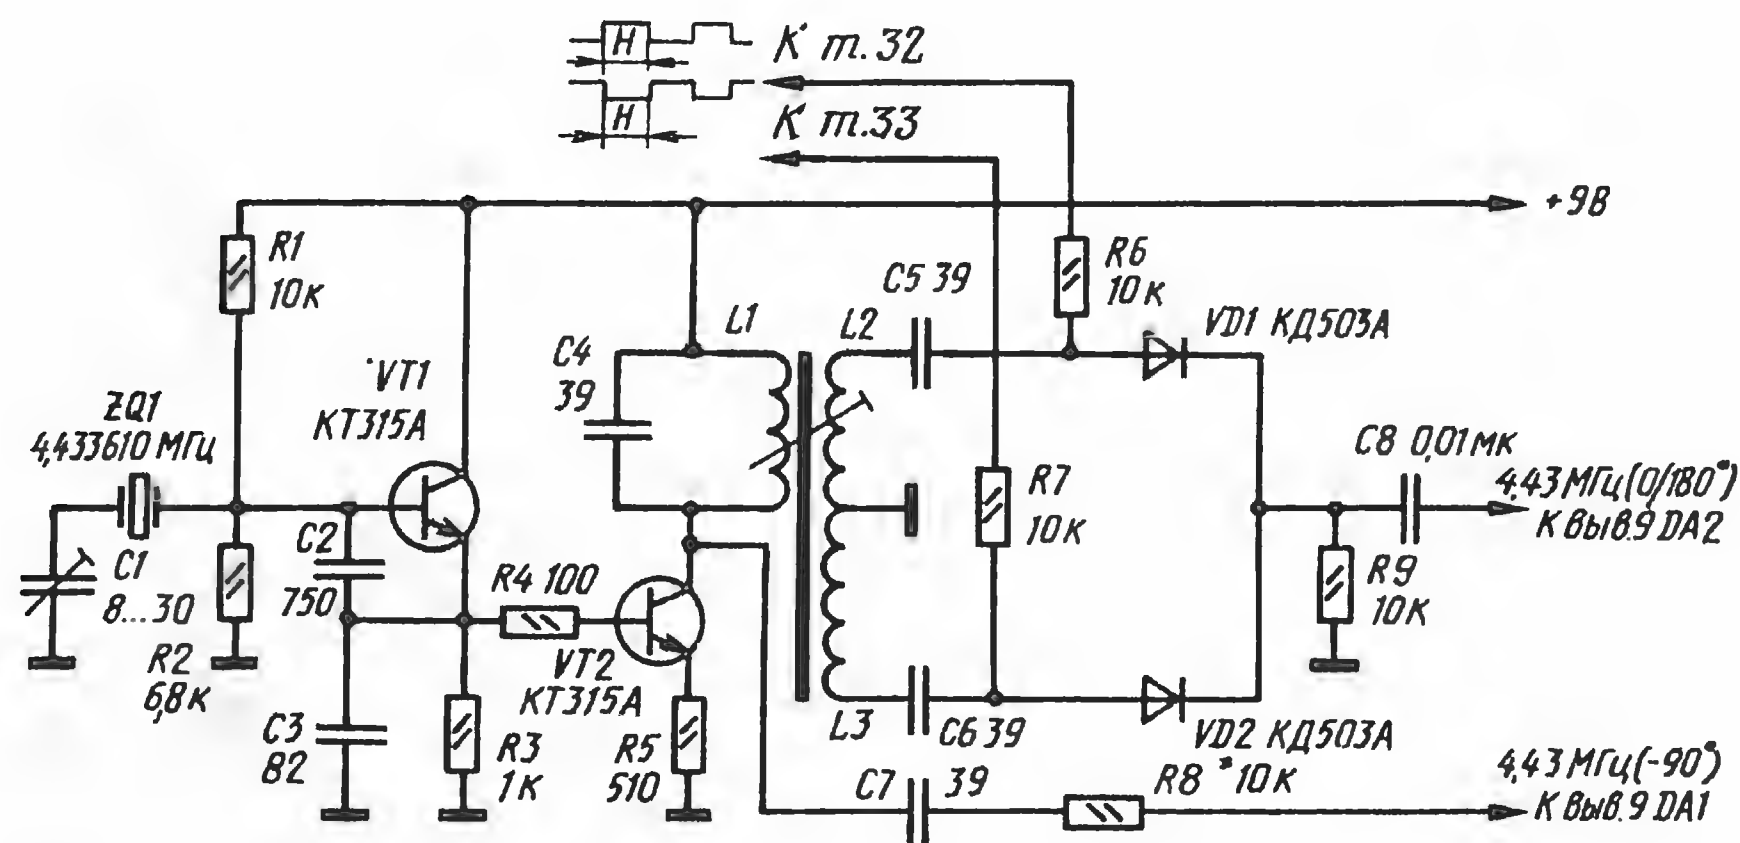 H
К т.32
H
К т.33
+9В
R1
10к
R6
10к
C5 39
VD1 КД503А
L1
L2
C4
39
VT1
КТ315А
ZQ1
4,433610 МГц
C8 0,01мк
4,43 МГц(0/180°)
К выв.9 DA2
R7
10к
C1
8...30
C2
750
R4 100
R9
10к
R2
6,8к
VT2
КТ315А
C3
82
R3
1к
R5
510
L3
C6 39
VD2 КД503А
C7
39
R8 * 10к
4,43 МГц(-90°)
К выв.9 DA1